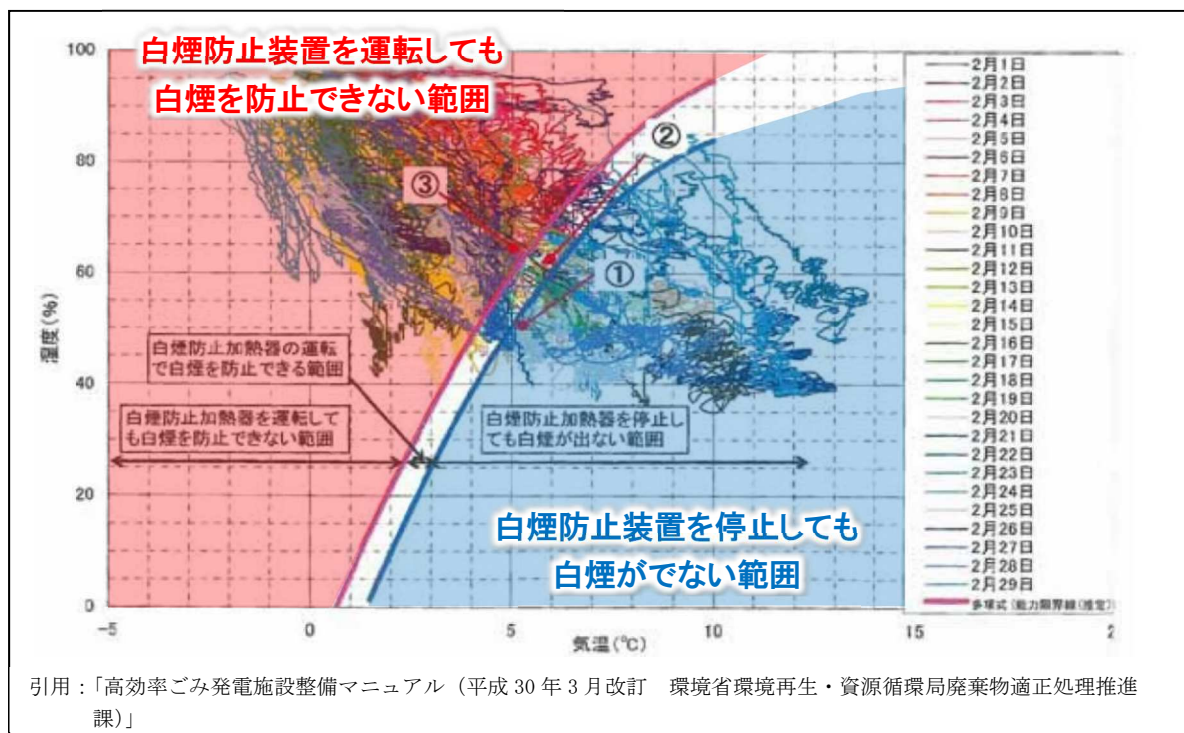 白煙防止装置を運転しても
白煙を防止できない範囲
100
80
60
40
20
0
湿度(%)
②
③
①
白煙防止加熱器の運転
で白煙を防止できる範囲
白煙防止加熱器を運転して
も白煙を防止できない範囲
白煙防止加熱器を停止し
ても白煙が出ない範囲
白煙防止装置を停止しても
白煙がでない範囲
-5
0
5
10
15
2
気温(℃)
2月1日
2月2日
2月3日
2月4日
2月5日
2月6日
2月7日
2月8日
2月9日
2月10日
2月11日
2月12日
2月13日
2月14日
2月15日
2月16日
2月17日
2月18日
2月19日
2月20日
2月21日
2月22日
2月23日
2月24日
2月25日
2月26日
2月27日
2月28日
2月29日
多項式(能力限界線(推定))
引用：「高効率ごみ発電施設整備マニュアル（平成 30 年 3 月改訂　環境省環境再生・資源循環局廃棄物適正処理推進
課）」